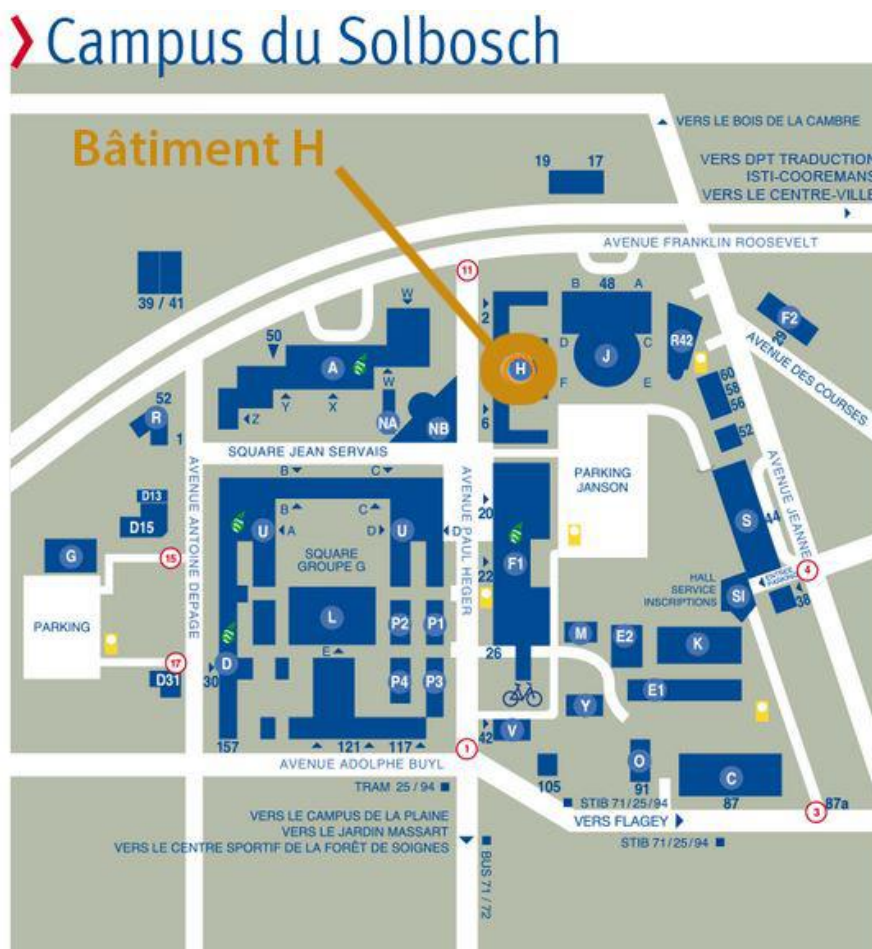 Campus du Solbosch
Bâtiment H
VERS LE BOIS DE LA CAMBRE
19 17
VERS DPT TRADUCTION
ISTI-COOREMANS
VERS LE CENTRE-VILLE
AVENUE FRANKLIN ROOSEVELT
11
39 / 41
W
B 48 A
2
F2
29
50
A
D
J
C
R42
H
W
F
E
60
58
56
52
AVENUE DES COURSES
52
R
1
Z
Y
X
NA
NB
6
SQUARE JEAN SERVAIS
AVENUE PAUL HEGER
PARKING
JANSON
AVENUE JEANNE
B
C
D13
D15
AVENUE ANTOINE DEPAGE
B
C
U
A
D
U
D
20
S
44
SQUARE
GROUPE G
F1
G
15
22
HALL
SERVICE
INSCRIPTIONS
ENTRÉE
PARKING
4
SI
38
PARKING
L
P2
P1
M
E2
K
17
D
E
26
D31
30
P4
P3
E1
Y
V
42
157
121
117
1
AVENUE ADOLPHE BUYL
O
C
TRAM 25 / 94
105
91
87
87a
STIB 71/25/94
3
VERS LE CAMPUS DE LA PLAINE
VERS LE JARDIN MASSART
VERS LE CENTRE SPORTIF DE LA FORÊT DE SOIGNES
VERS FLAGEY
STIB 71/25/94
BUS 71 / 72